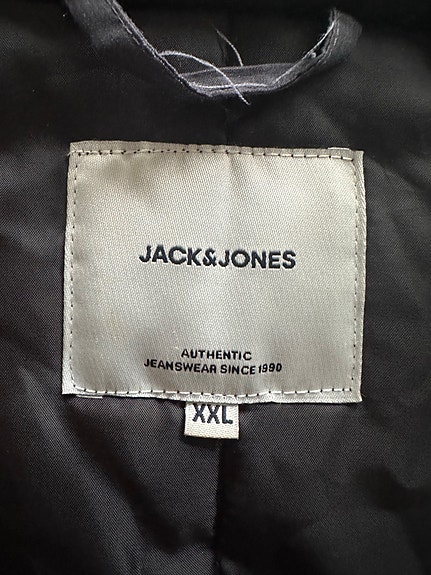 JACK&JONES
AUTHENTIC
JEANSWEAR SINCE 1990
XXL